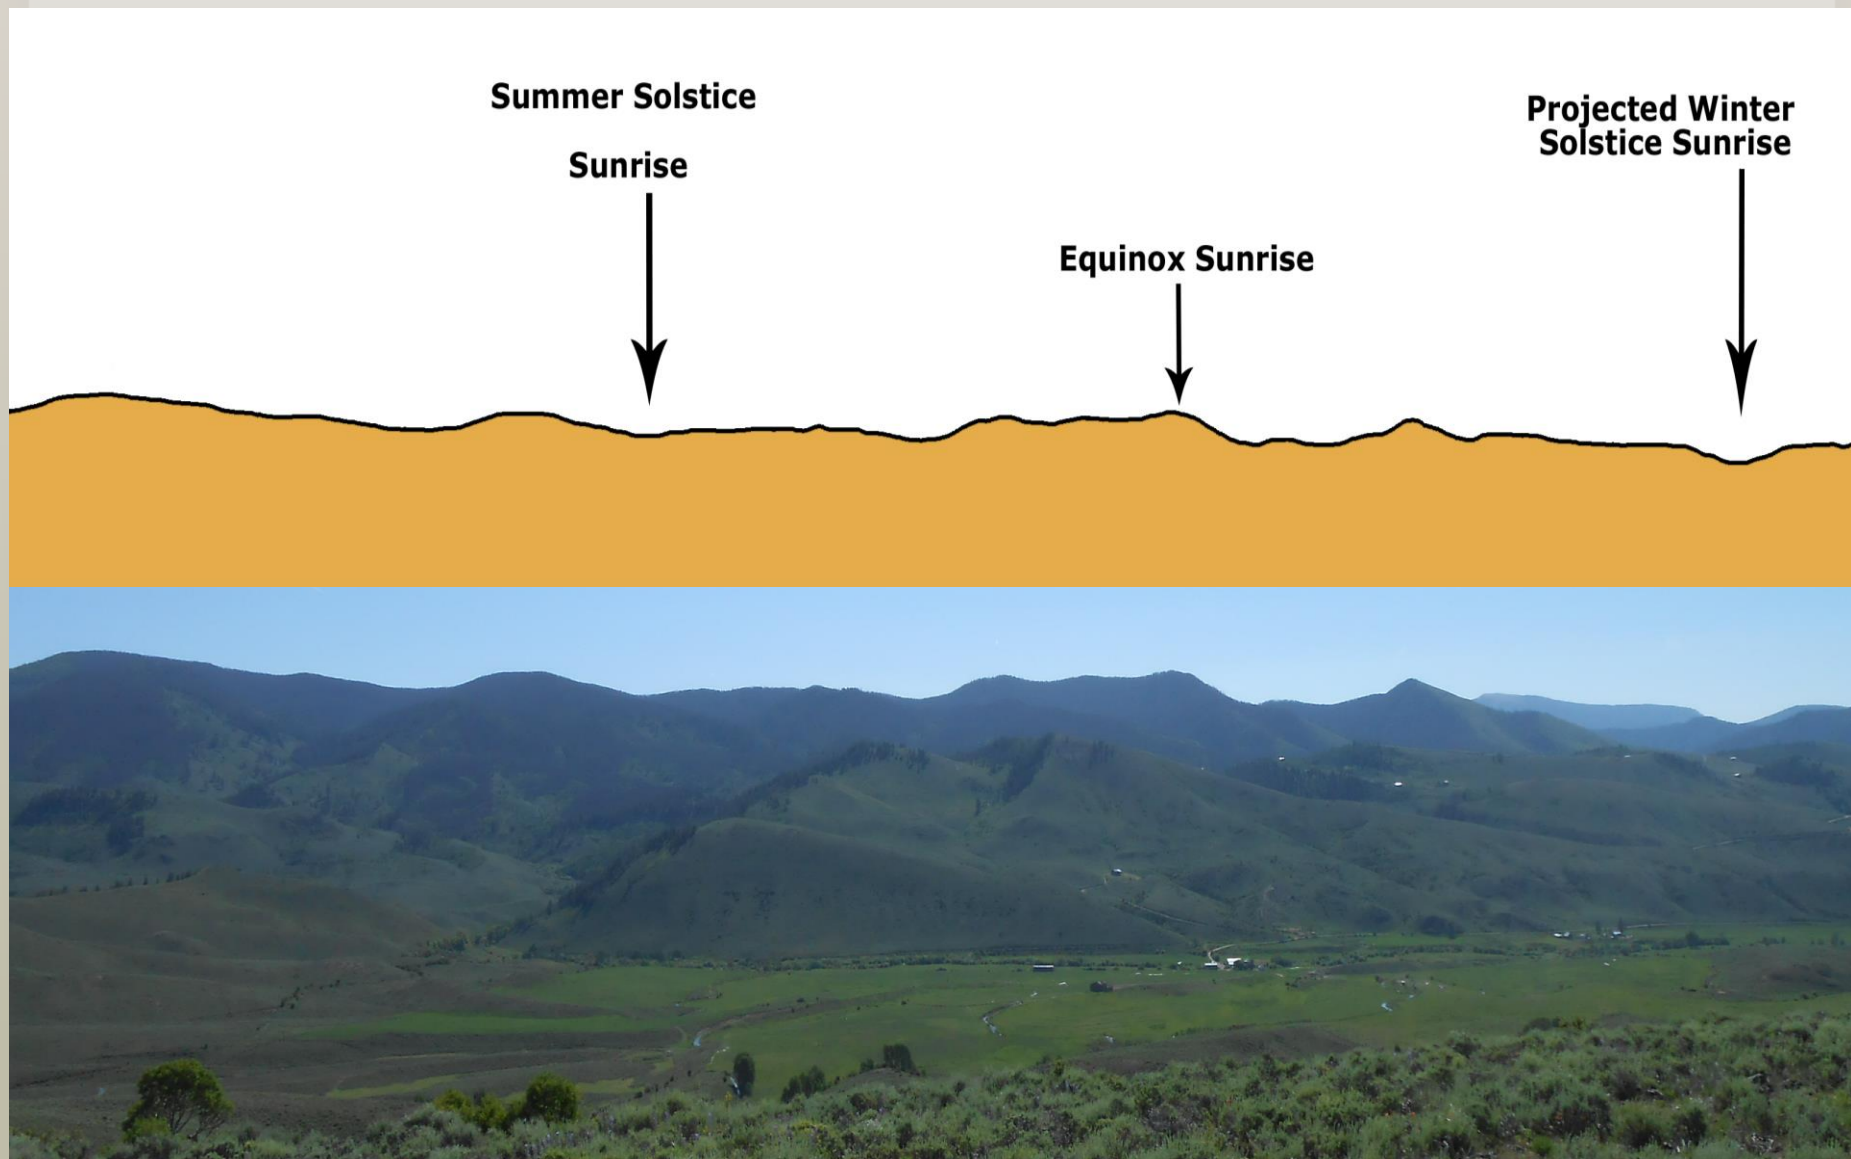 Summer Solstice
Sunrise
Equinox Sunrise
Projected Winter
Solstice Sunrise